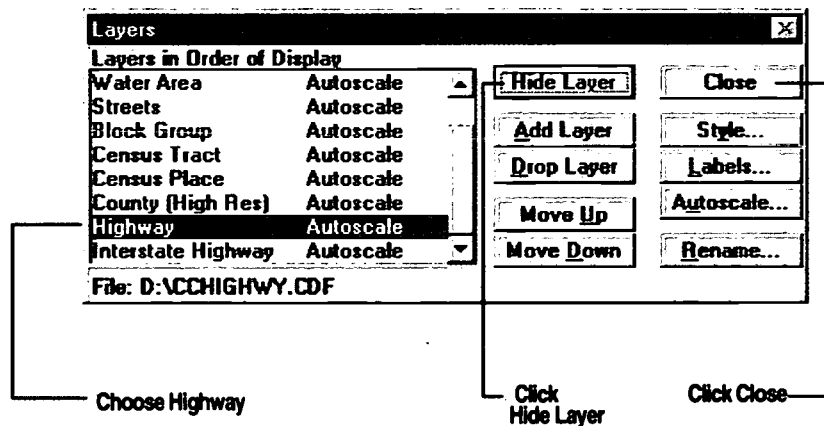 Layers
Layers in Order of Display
Water Area Autoscale
Streets Autoscale
Block Group Autoscale
Census Tract Autoscale
Census Place Autoscale
County (High Res) Autoscale
Highway Autoscale
Interstate Highway Autoscale
File: D:\CCHIGHWY.CDF
Hide Layer
Close
Add Layer
Style...
Drop Layer
Labels...
Move Up
Autoscale...
Move Down
Rename...
Choose Highway
Click
Hide Layer
Click Close